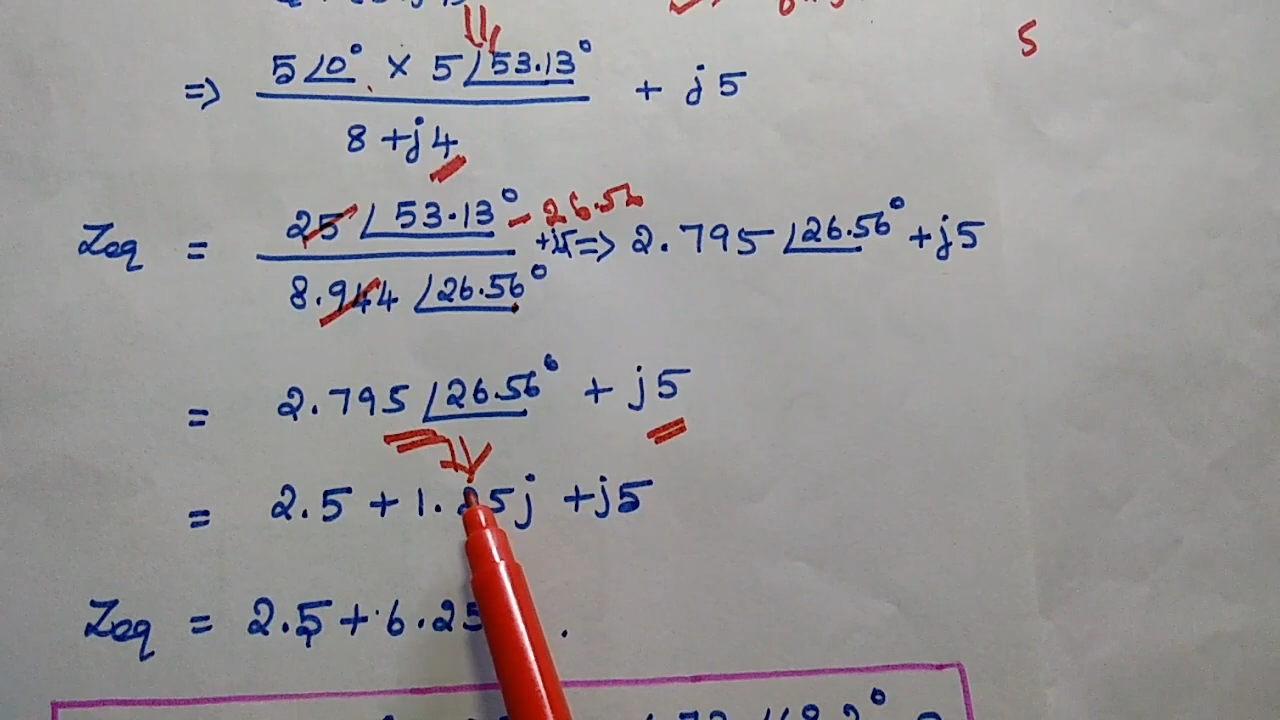 5
5∠0° × 5∠53.13°
⇒ ———————— + j5
8 + j4
25∠53.13° - 26.56
Zeq = ———————— + j5 ⇒ 2.795 ∠26.56° + j5
8.944 ∠26.56°
= 2.795 ∠26.56° + j5
= 2.5 + 1.25j + j5
Zeq = 2.5 + 6.25